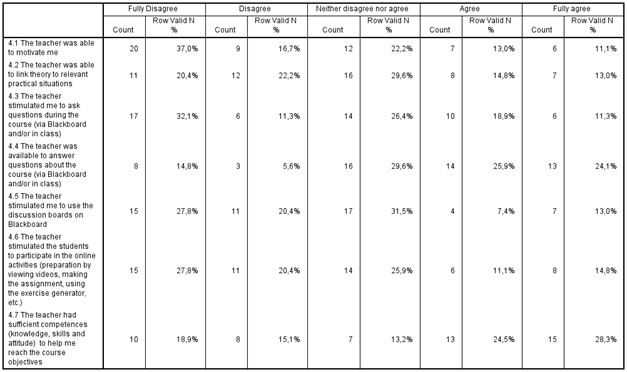 Fully Disagree Disagree Neither disagree nor agree Agree Fully agree
Count Row Valid N % Count Row Valid N % Count Row Valid N % Count Row Valid N % Count Row Valid N %
4.1 The teacher was able
to motivate me 20 37,0% 9 16,7% 12 22,2% 7 13,0% 6 11,1%
4.2 The teacher was able
to link theory to relevant
practical situations 11 20,4% 12 22,2% 16 29,6% 8 14,8% 7 13,0%
4.3 The teacher
stimulated me to ask
questions during the
course (via Blackboard
and/or in class) 17 32,1% 6 11,3% 14 26,4% 10 18,9% 6 11,3%
4.4 The teacher was
available to answer
questions about the
course (via Blackboard
and/or in class) 8 14,8% 3 5,6% 16 29,6% 14 25,9% 13 24,1%
4.5 The teacher
stimulated me to use the
discussion boards on
Blackboard 15 27,8% 11 20,4% 17 31,5% 4 7,4% 7 13,0%
4.6 The teacher
stimulated the students
to participate in the online
activities (preparation by
viewing videos, making
the assignment, using
the exercise generator,
etc.) 15 27,8% 11 20,4% 14 25,9% 6 11,1% 8 14,8%
4.7 The teacher had
sufficient competences
(knowledge, skills and
attitude) to help me
reach the course
objectives 10 18,9% 8 15,1% 7 13,2% 13 24,5% 15 28,3%